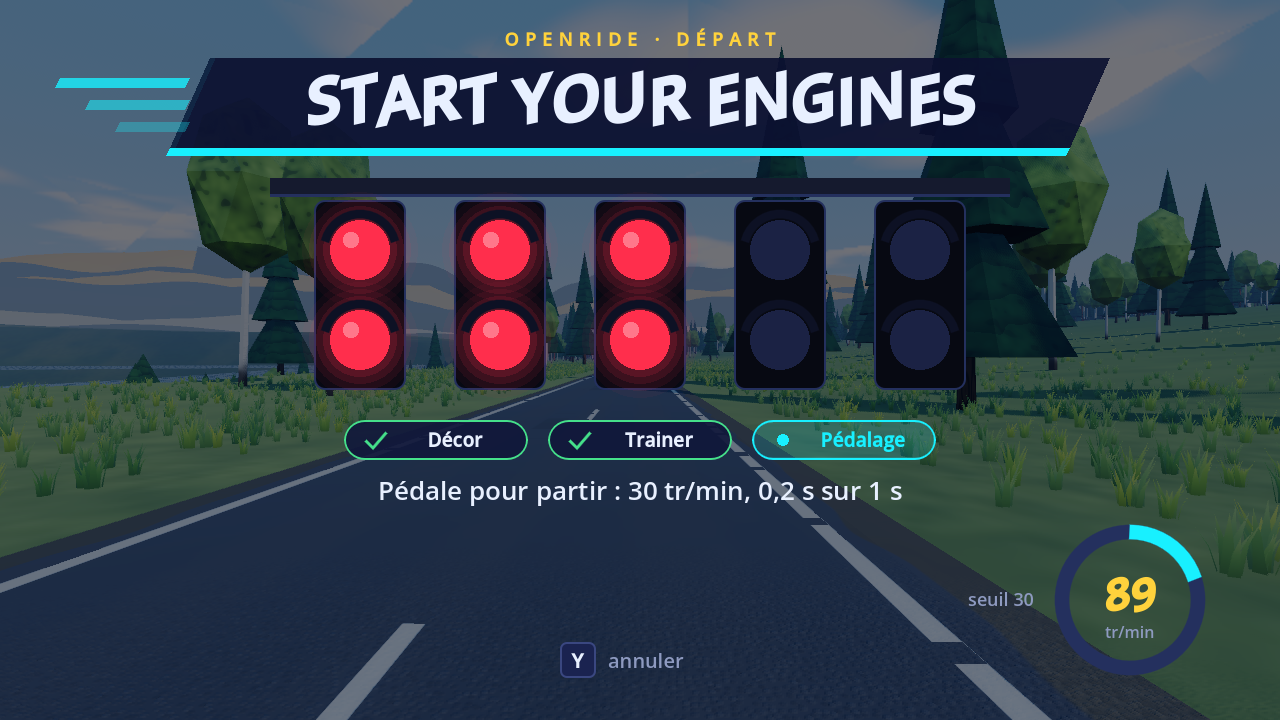 OPENRIDE · DÉPART
START YOUR ENGINES
Décor
Trainer
Pédalage
Pédale pour partir : 30 tr/min, 0,2 s sur 1 s
seuil 30
89
tr/min
Y annuler